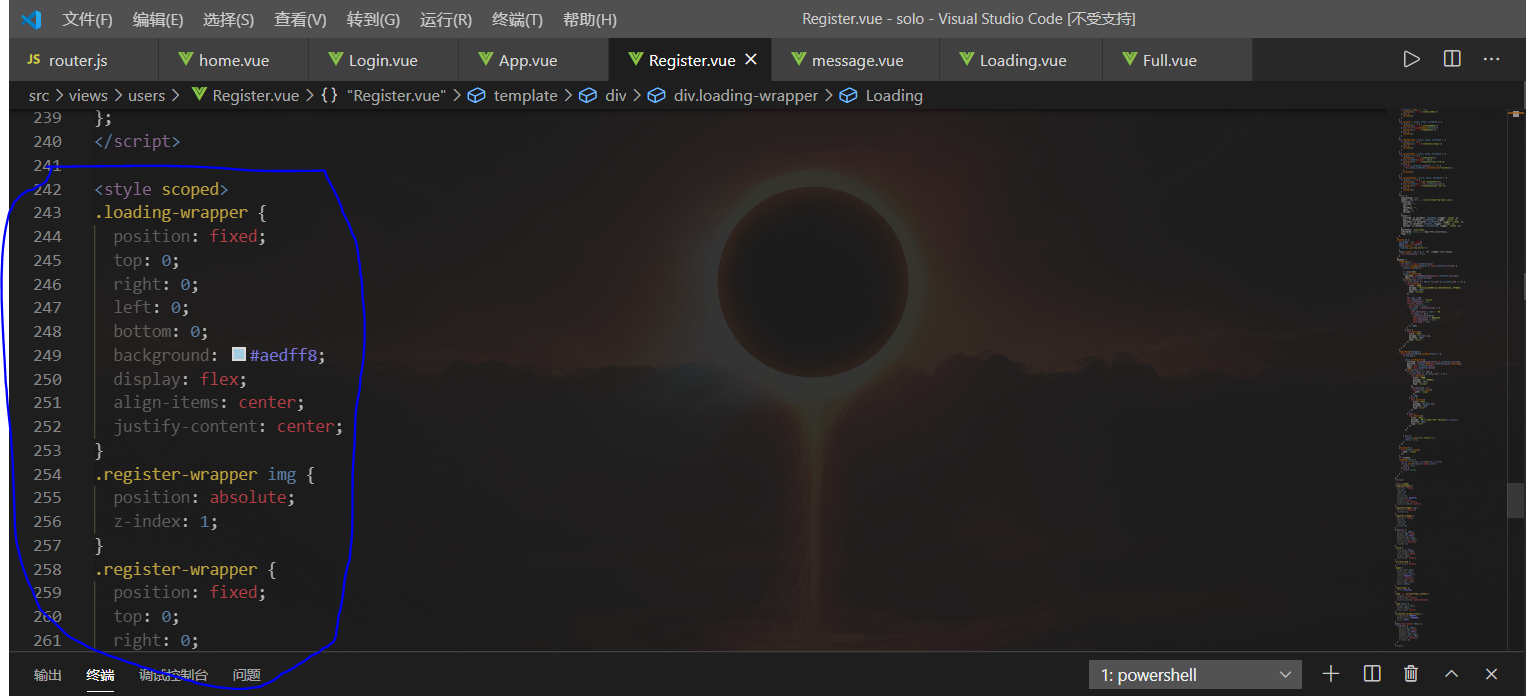 文件(F) 编辑(E) 选择(S) 查看(V) 转到(G) 运行(R) 终端(T) 帮助(H) Register.vue - solo - Visual Studio Code [不受支持]
JS router.js home.vue Login.vue App.vue Register.vue message.vue Loading.vue Full.vue
src > views > users > Register.vue > {} "Register.vue" > template > div > div.loading-wrapper > Loading
239 };
240 </script>
241
242 <style scoped>
243 .loading-wrapper {
244 position: fixed;
245 top: 0;
246 right: 0;
247 left: 0;
248 bottom: 0;
249 background: #aedff8;
250 display: flex;
251 align-items: center;
252 justify-content: center;
253 }
254 .register-wrapper img {
255 position: absolute;
256 z-index: 1;
257 }
258 .register-wrapper {
259 position: fixed;
260 top: 0;
261 right: 0;
输出 终端 调试控制台 问题 1: powershell